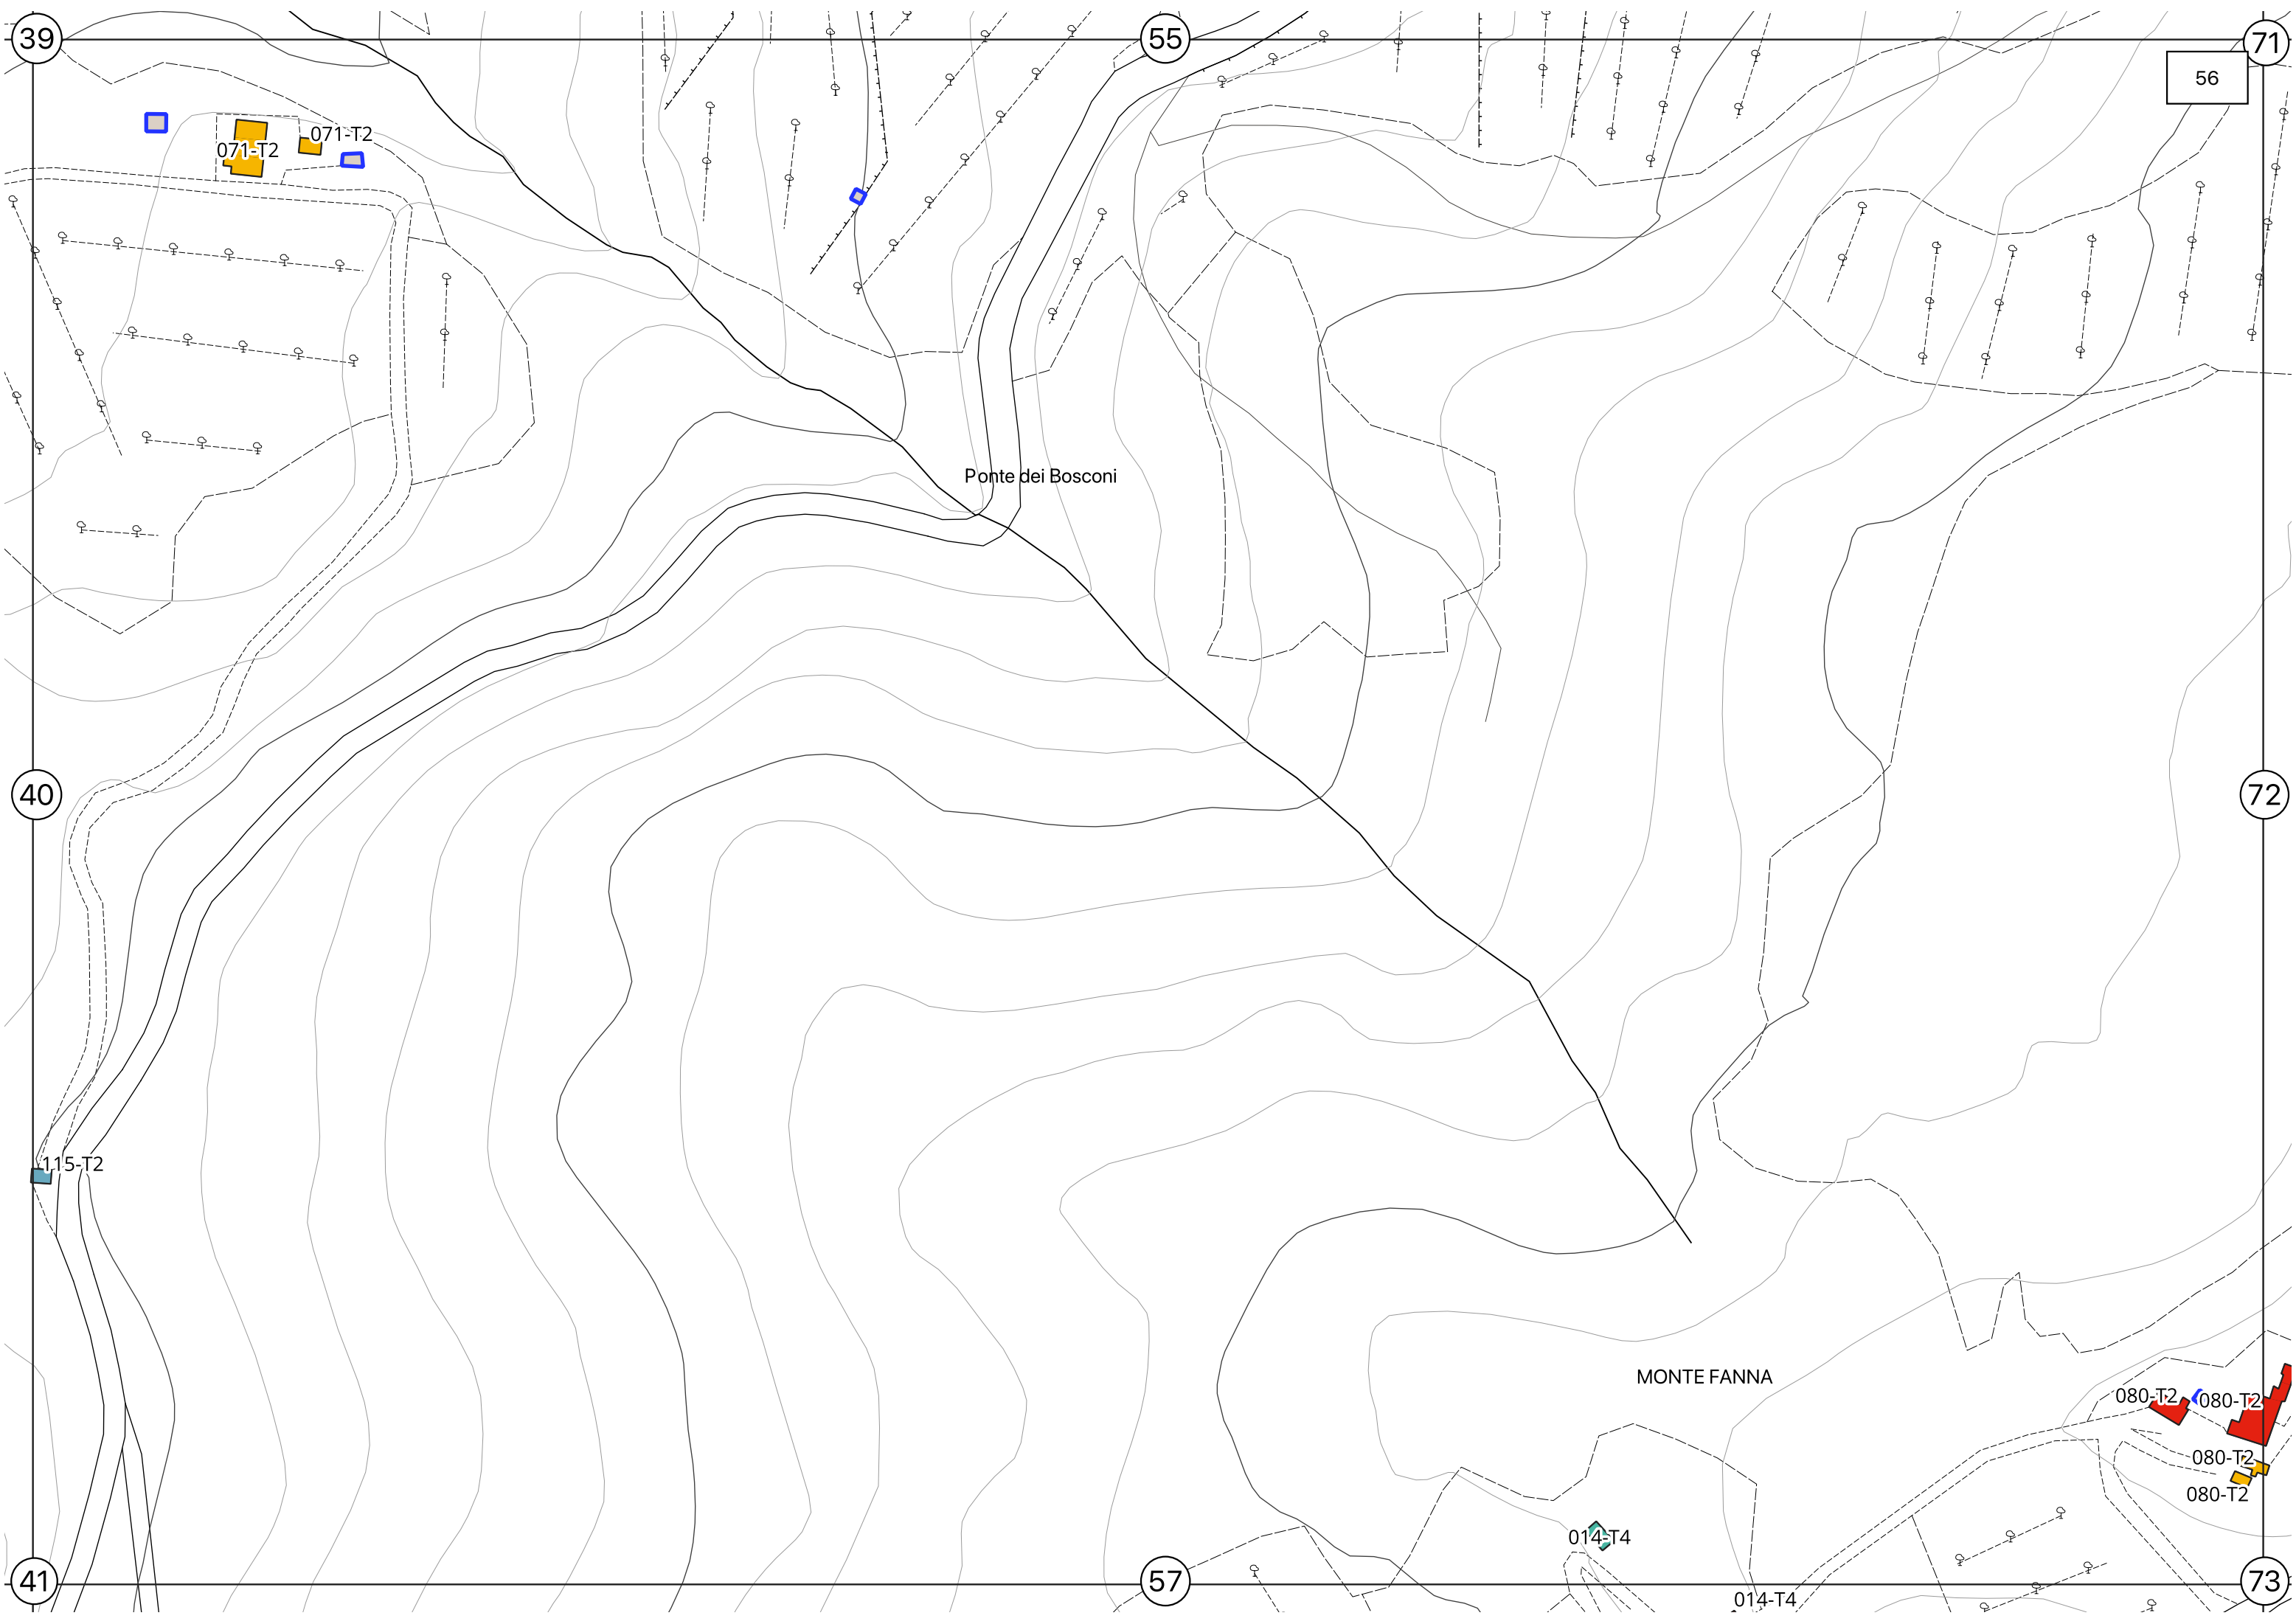 39
55
71
56
071-T2
071-T2
Ponte dei Bosconi
40
72
115-T2
MONTE FANNA
080-T2
080-T2
080-T2
080-T2
014-T4
41
57
73
014-T4